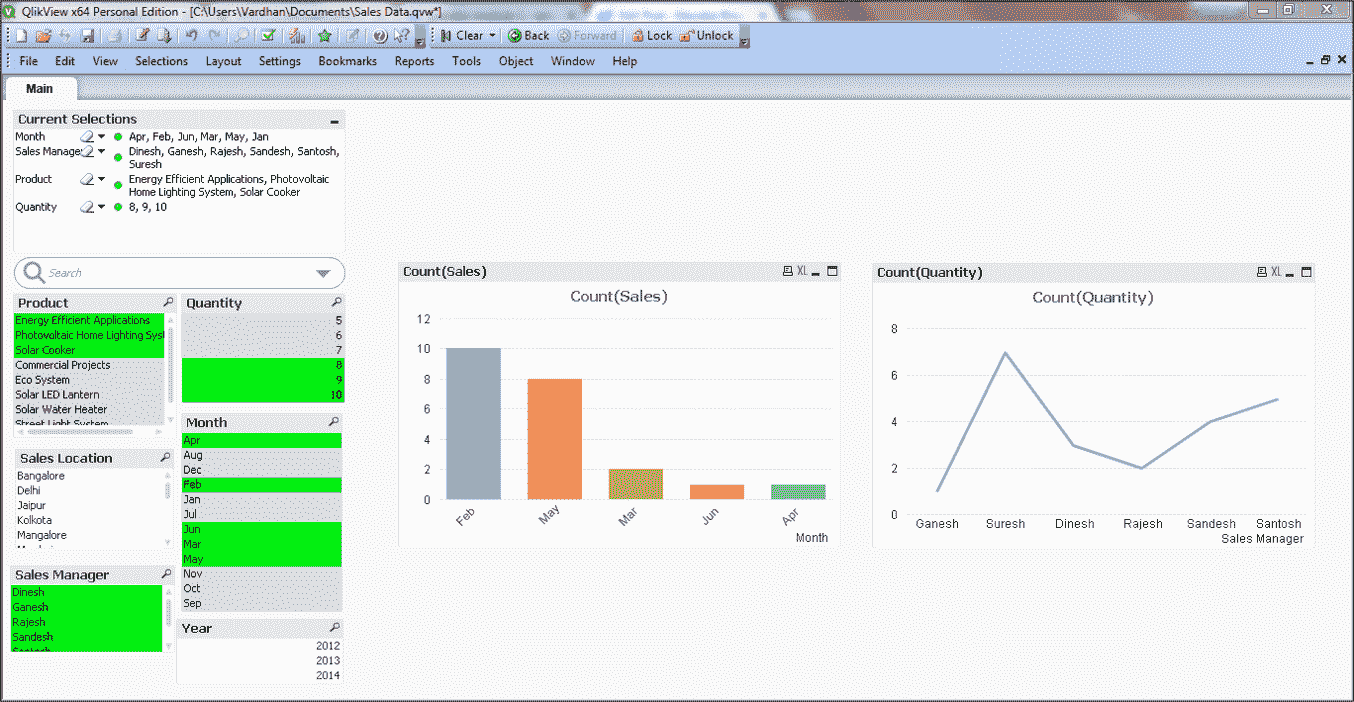 QlikView x64 Personal Edition - [C:\Users\Vardhan\Documents\Sales Data.qvw*]
Clear Back Forward Lock Unlock
File Edit View Selections Layout Settings Bookmarks Reports Tools Object Window Help
Main
Current Selections
Month Apr, Feb, Jun, Mar, May, Jan
Sales Manage Dinesh, Ganesh, Rajesh, Sandesh, Santosh,
Suresh
Product Energy Efficient Applications, Photovoltaic
Home Lighting System, Solar Cooker
Quantity 8, 9, 10
Search
Product
Energy Efficient Applications
Photovoltaic Home Lighting Syst
Solar Cooker
Commercial Projects
Eco System
Solar LED Lantern
Solar Water Heater
Street Light System
Quantity
5
6
7
8
9
10
Sales Location
Bangalore
Delhi
Jaipur
Kolkota
Mangalore
Month
Apr
Aug
Dec
Feb
Jan
Jul
Jun
Mar
May
Nov
Oct
Sep
Sales Manager
Dinesh
Ganesh
Rajesh
Sandesh
Santosh
Year
2012
2013
2014
Count(Sales) XL
Count(Sales)
12
10
8
6
4
2
0
Feb May Mar Jun Apr
Month
Count(Quantity) XL
Count(Quantity)
8
6
4
2
0
Ganesh Suresh Dinesh Rajesh Sandesh Santosh
Sales Manager